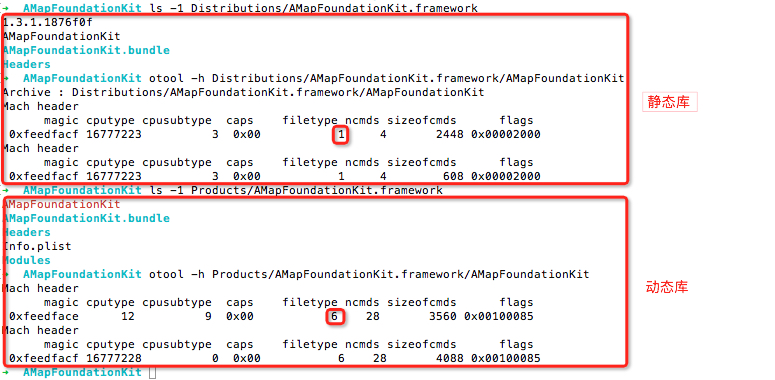 ➜  AMapFoundationKit ls -1 Distributions/AMapFoundationKit.framework
1.3.1.1876f0f
AMapFoundationKit
AMapFoundationKit.bundle
Headers
➜  AMapFoundationKit otool -h Distributions/AMapFoundationKit.framework/AMapFoundationKit
Archive : Distributions/AMapFoundationKit.framework/AMapFoundationKit
静态库
Mach header
magic cputype cpusubtype  caps    filetype ncmds sizeofcmds      flags
0xfeedfacf 16777223          3  0x00           1     4       2448 0x00002000
Mach header
magic cputype cpusubtype  caps    filetype ncmds sizeofcmds      flags
0xfeedfacf 16777223          3  0x00           1     4        608 0x00002000
➜  AMapFoundationKit ls -1 Products/AMapFoundationKit.framework
AMapFoundationKit
AMapFoundationKit.bundle
Headers
Info.plist
Modules
➜  AMapFoundationKit otool -h Products/AMapFoundationKit.framework/AMapFoundationKit
Mach header
动态库
magic cputype cpusubtype  caps    filetype ncmds sizeofcmds      flags
0xfeedface      12          9  0x00           6    28       3560 0x00100085
Mach header
magic cputype cpusubtype  caps    filetype ncmds sizeofcmds      flags
0xfeedfacf 16777228          0  0x00           6    28       4088 0x00100085
➜  AMapFoundationKit